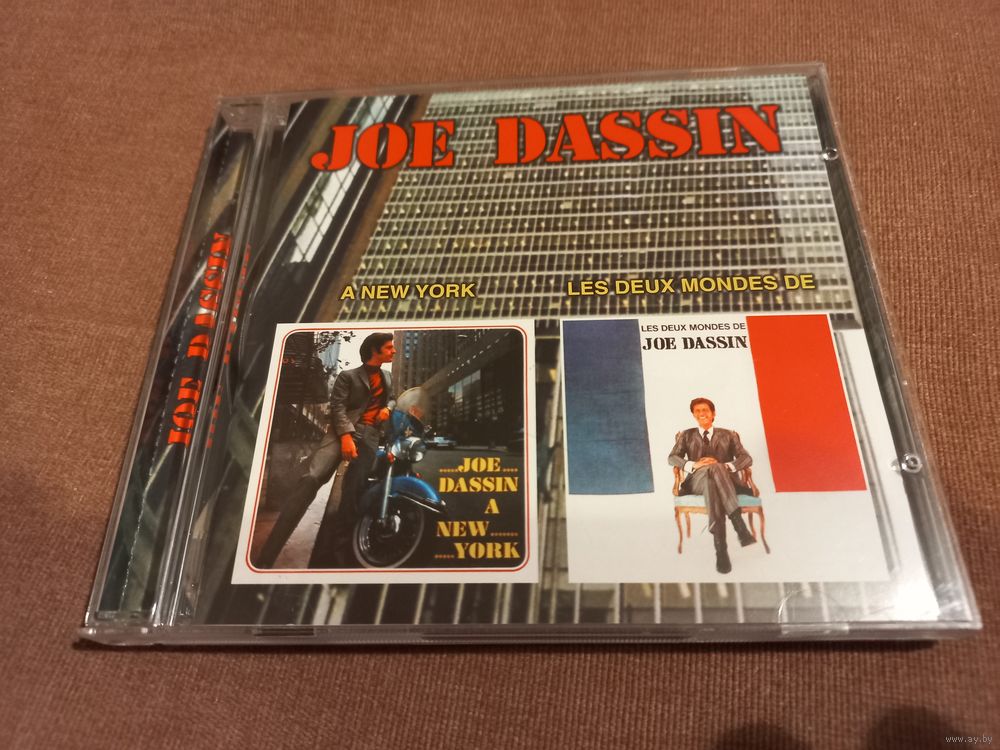 JOE DASSIN
JOE DASSIN
A NEW YORK
LES DEUX MONDES DE
.....JOE....
DASSIN
A
NEW.......
.....YORK
LES DEUX MONDES DE
JOE DASSIN
www.ay.by